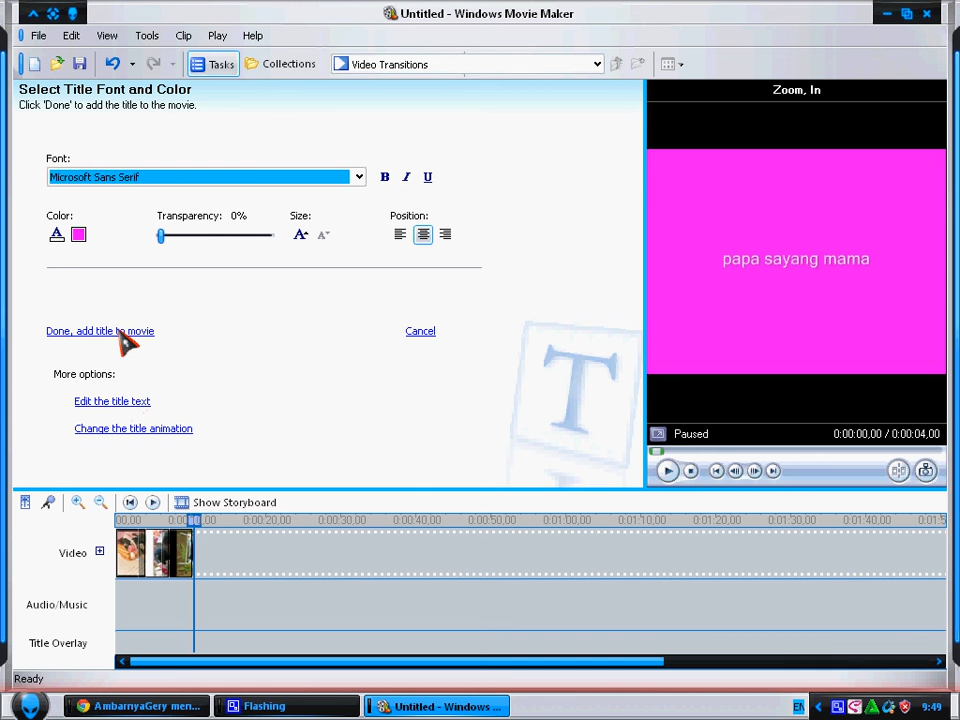 Untitled - Windows Movie Maker
File Edit View Tools Clip Play Help
Tasks Collections Video Transitions
Select Title Font and Color
Click 'Done' to add the title to the movie.
Zoom, In
Font:
Microsoft Sans Serif
B I U
Color: Transparency: 0% Size: Position:
papa sayang mama
Done, add title to movie Cancel
More options:
Edit the title text
Change the title animation
Paused 0:00:00,00 / 0:00:04,00
Show Storyboard
00,00 0:00:20,00 0:00:30,00 0:00:40,00 0:00:50,00 0:01:00,00 0:01:10,00 0:01:20,00 0:01:30,00 0:01:40,00
Video
Audio/Music
Title Overlay
Ready
AmbarnyaGery men... Flashing Untitled - Windows ... EN 9:49